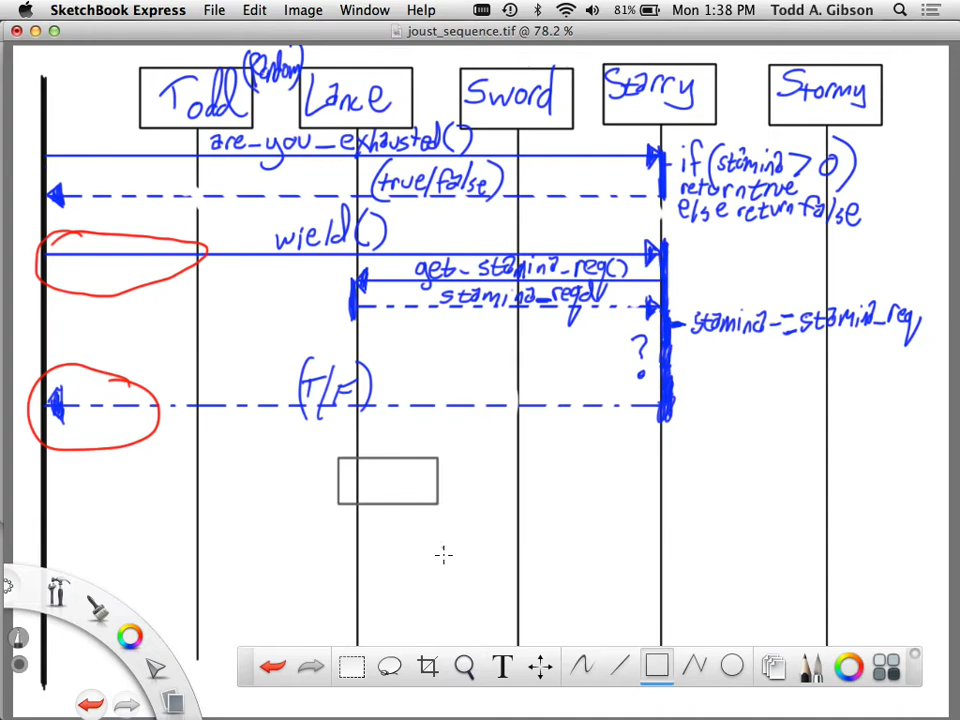 SketchBook Express File Edit Image Window Help 81% Mon 1:38 PM Todd A. Gibson
joust_sequence.tif @ 78.2 %
Todd (random) Lance Sword Starry Stormy
are_you_exhausted()
if (stamina > 0)
return true
else return false
(true/false)
wield()
get_stamina_req()
stamina_reqd
stamina -= stamina_req
?
(T/F)
T